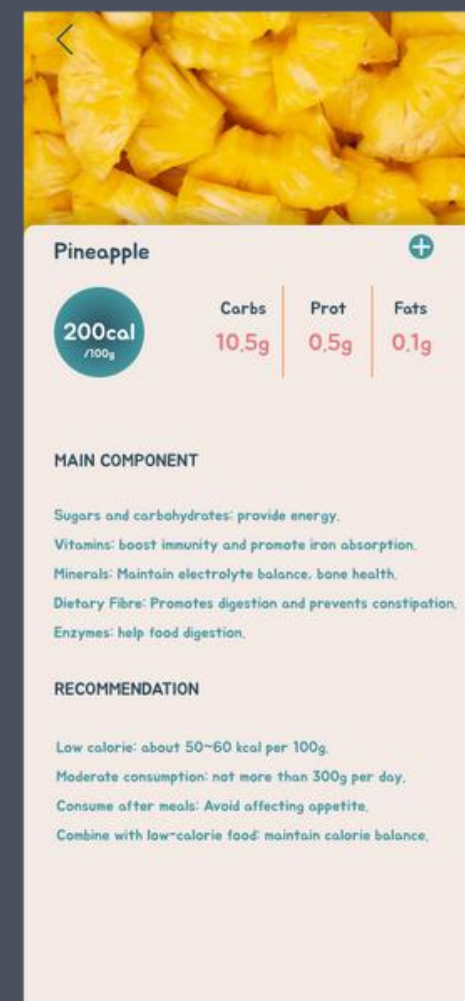 Pineapple
200cal
/100g
Carbs Prot Fats
10.5g 0.5g 0.1g
MAIN COMPONENT
Sugars and carbohydrates: provide energy.
Vitamins: boost immunity and promote iron absorption.
Minerals: Maintain electrolyte balance, bone health.
Dietary Fibre: Promotes digestion and prevents constipation.
Enzymes: help food digestion.
RECOMMENDATION
Low calorie: about 50~60 kcal per 100g.
Moderate consumption: not more than 300g per day.
Consume after meals: Avoid affecting appetite.
Combine with low-calorie food: maintain calorie balance.